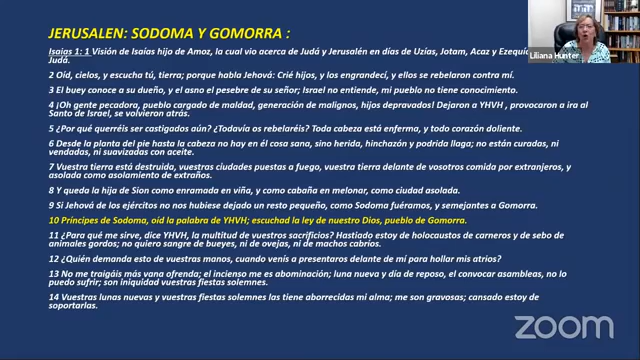 JERUSALEN: SODOMA Y GOMORRA :
Isaías 1: 1 Visión de Isaías hijo de Amoz, la cual vio acerca de Judá y Jerusalén en días de Uzías, Jotam, Acaz y Ezequí
Judá.
2 Oíd, cielos, y escucha tú, tierra; porque habla Jehová: Crié hijos, y los engrandecí, y ellos se rebelaron contra mí.
3 El buey conoce a su dueño, y el asno el pesebre de su señor; Israel no entiende, mi pueblo no tiene conocimiento.
4 ¡Oh gente pecadora, pueblo cargado de maldad, generación de malignos, hijos depravados! Dejaron a YHVH , provocaron a ira al
Santo de Israel, se volvieron atrás.
5 ¿Por qué querréis ser castigados aún? ¿Todavía os rebelaréis? Toda cabeza está enferma, y todo corazón doliente.
6 Desde la planta del pie hasta la cabeza no hay en él cosa sana, sino herida, hinchazón y podrida llaga; no están curadas, ni
vendadas, ni suavizadas con aceite.
7 Vuestra tierra está destruida, vuestras ciudades puestas a fuego, vuestra tierra delante de vosotros comida por extranjeros, y
asolada como asolamiento de extraños.
8 Y queda la hija de Sion como enramada en viña, y como cabaña en melonar, como ciudad asolada.
9 Si Jehová de los ejércitos no nos hubiese dejado un resto pequeño, como Sodoma fuéramos, y semejantes a Gomorra.
10 Príncipes de Sodoma, oíd la palabra de YHVH; escuchad la ley de nuestro Dios, pueblo de Gomorra.
11 ¿Para qué me sirve, dice YHVH, la multitud de vuestros sacrificios? Hastiado estoy de holocaustos de carneros y de sebo de
animales gordos; no quiero sangre de bueyes, ni de ovejas, ni de machos cabríos.
12 ¿Quién demanda esto de vuestras manos, cuando venís a presentaros delante de mí para hollar mis atrios?
13 No me traigáis más vana ofrenda; el incienso me es abominación; luna nueva y día de reposo, el convocar asambleas, no lo
puedo sufrir; son iniquidad vuestras fiestas solemnes.
14 Vuestras lunas nuevas y vuestras fiestas solemnes las tiene aborrecidas mi alma; me son gravosas; cansado estoy de
soportarlas.
Liliana Hunter
zoom